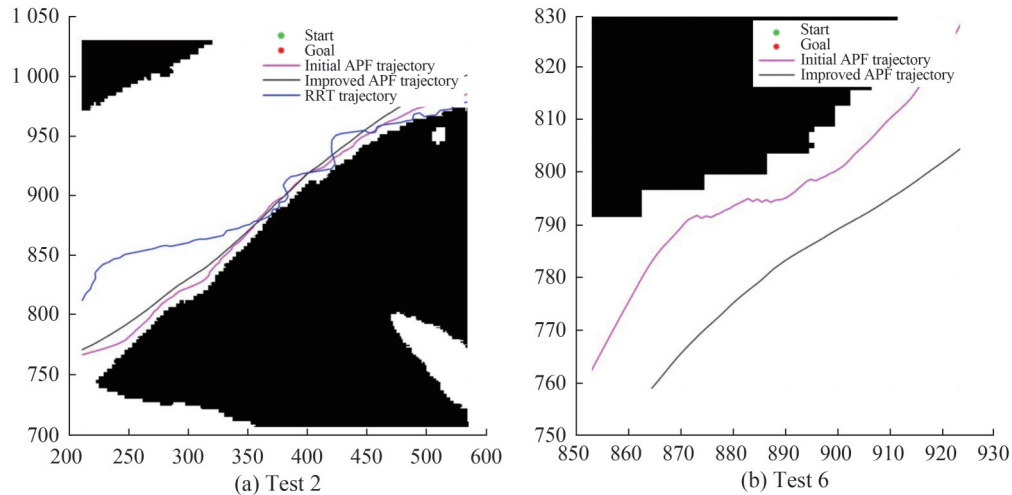 1 050
1 000
950
900
850
800
750
700
200 250 300 350 400 450 500 550 600
Start
Goal
Initial APF trajectory
Improved APF trajectory
RRT trajectory
(a) Test 2
830
820
810
800
790
780
770
760
750
850 860 870 880 890 900 910 920 930
Start
Goal
Initial APF trajectory
Improved APF trajectory
(b) Test 6